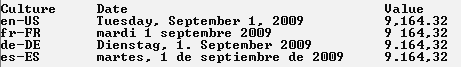 Culture Date Value
en-US Tuesday, September 1, 2009 9,164.32
fr-FR mardi 1 septembre 2009 9 164,32
de-DE Dienstag, 1. September 2009 9.164,32
es-ES martes, 1 de septiembre de 2009 9.164,32